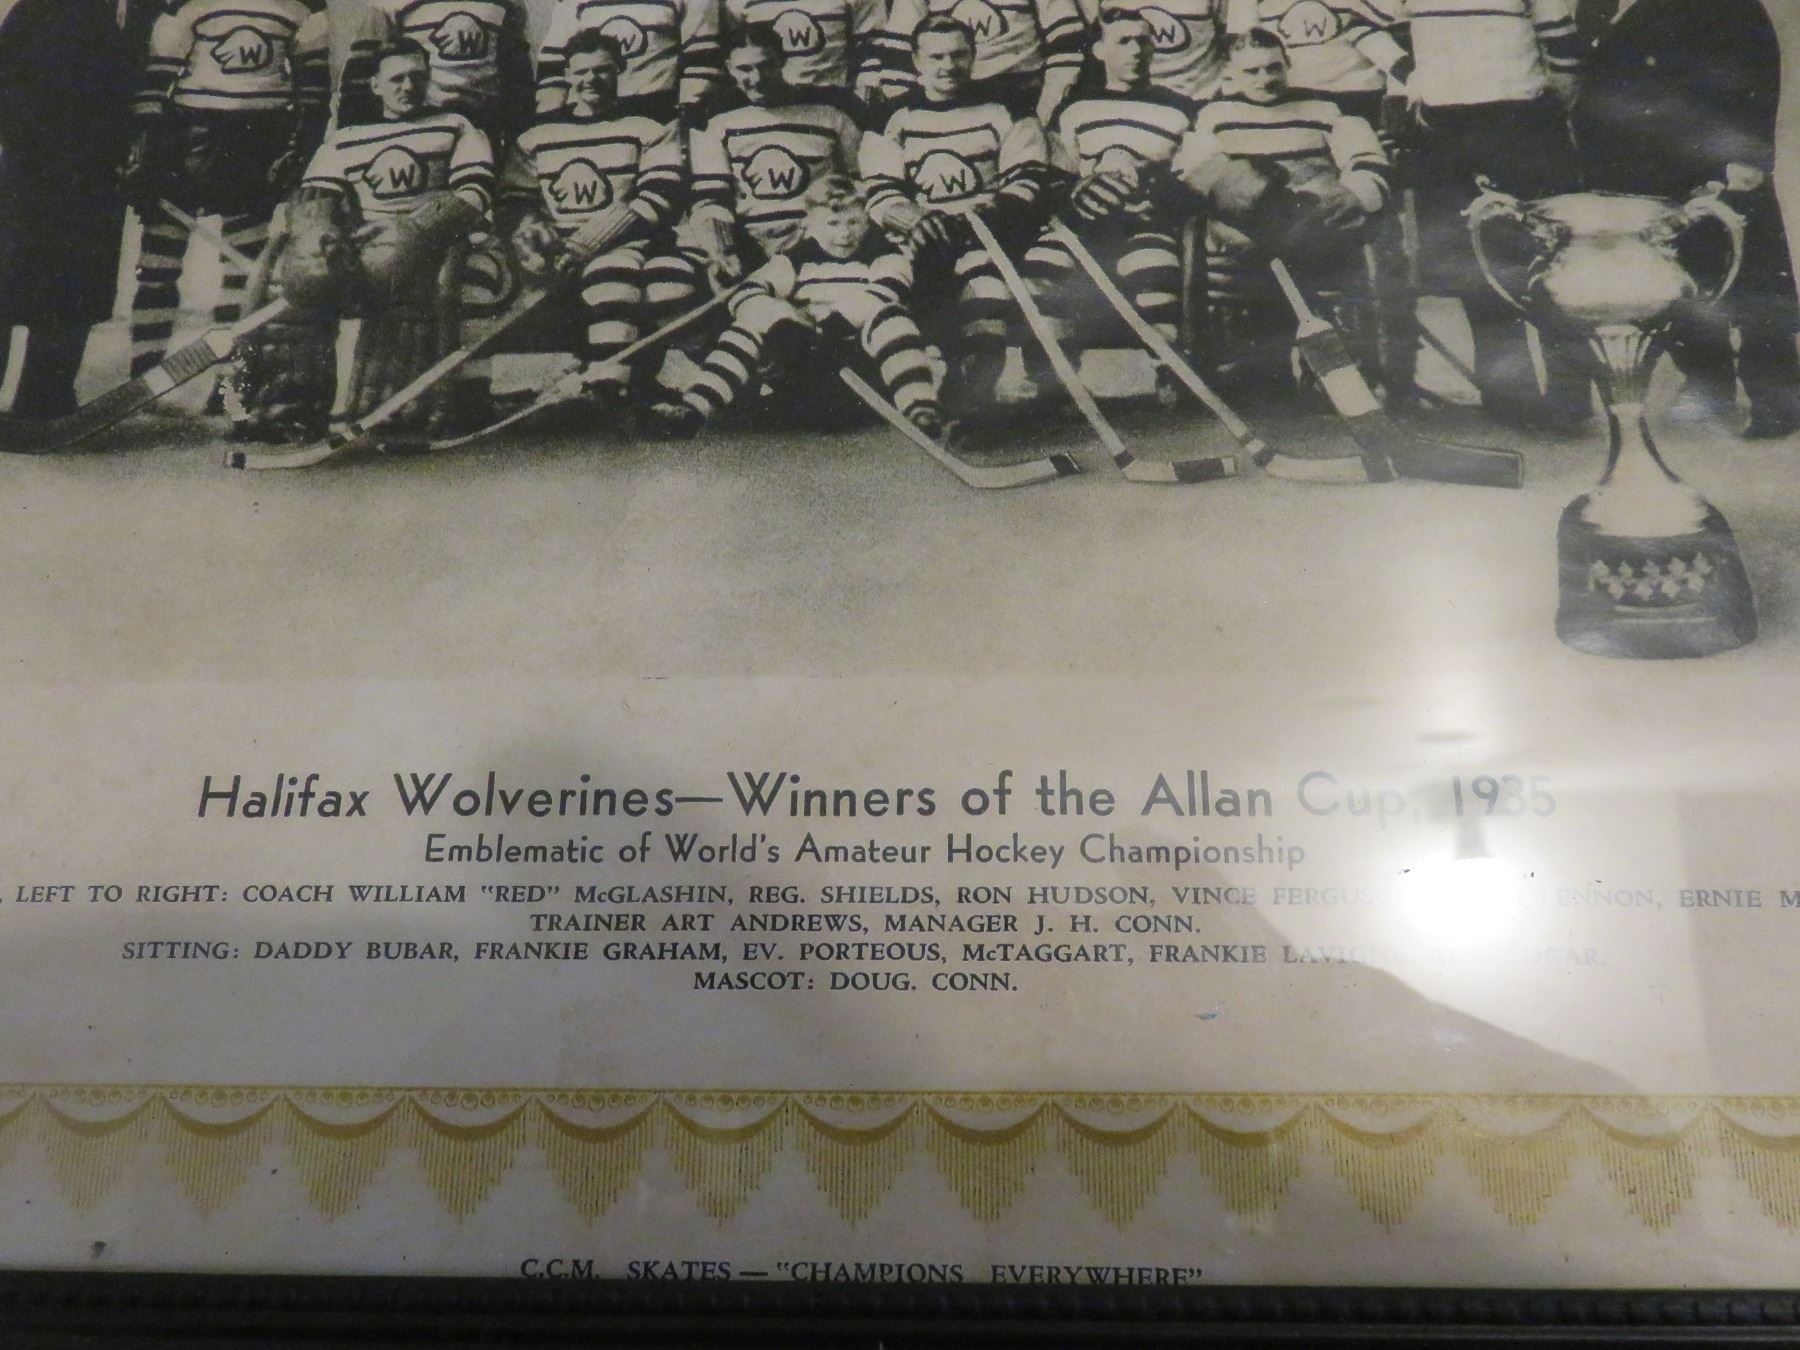 W W W W W W
W W W W
Halifax Wolverines—Winners of the Allan Cup, 1935
Emblematic of World's Amateur Hockey Championship
, LEFT TO RIGHT: COACH WILLIAM "RED" McGLASHIN, REG. SHIELDS, RON HUDSON, VINCE LENNON, ERNIE
TRAINER ART ANDREWS, MANAGER J. H. CONN.
SITTING: DADDY BUBAR, FRANKIE GRAHAM, EV. PORTEOUS, McTAGGART, FRANKIE LAVIGNE
MASCOT: DOUG. CONN.
C.C.M. SKATES — "CHAMPIONS EVERYWHERE"